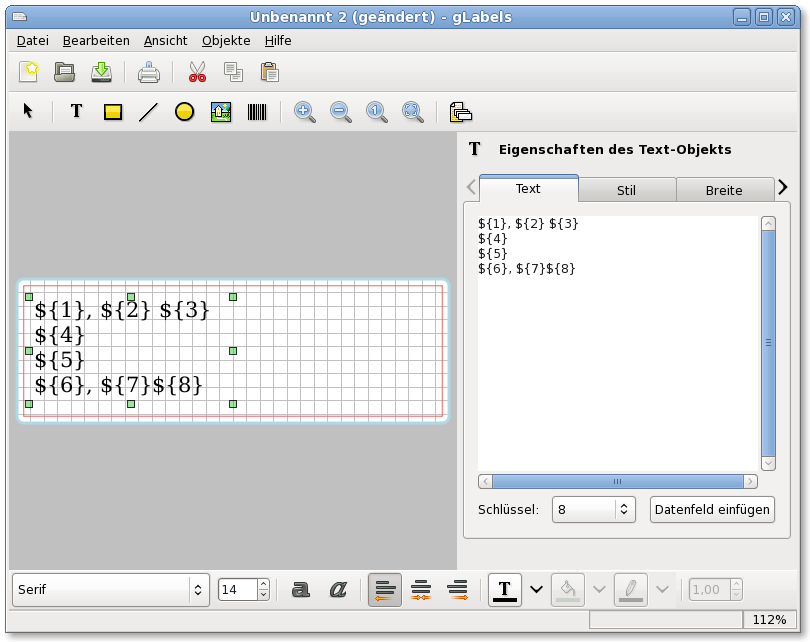 Unbenannt 2 (geändert) - gLabels
Datei Bearbeiten Ansicht Objekte Hilfe
T
1
T Eigenschaften des Text-Objekts
Text Stil Breite
${1}, ${2} ${3}
${4}
${5}
${6}, ${7}${8}
${1}, ${2} ${3}
${4}
${5}
${6}, ${7}${8}
Schlüssel: 8 Datenfeld einfügen
Serif 14 a a T 1,00
112%